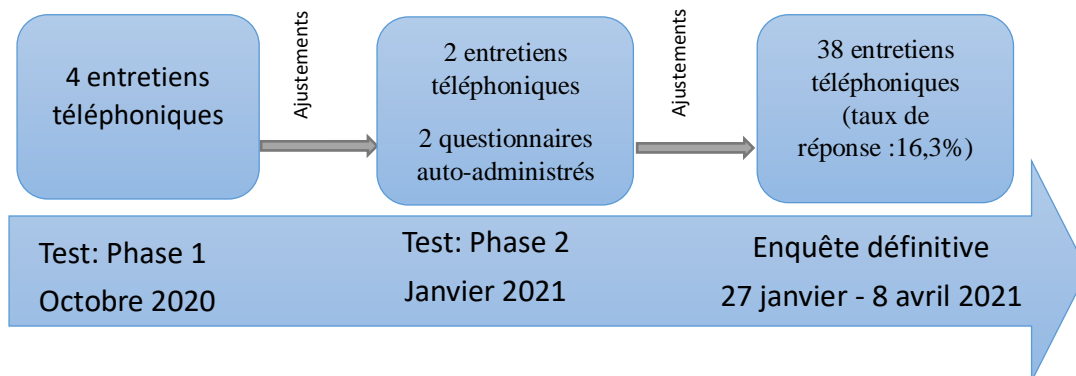 4 entretiens
téléphoniques
Ajustements
2 entretiens
téléphoniques
2 questionnaires
auto-administrés
Ajustements
38 entretiens
téléphoniques
(taux de
réponse :16,3%)
Test: Phase 1
Octobre 2020
Test: Phase 2
Janvier 2021
Enquête définitive
27 janvier - 8 avril 2021